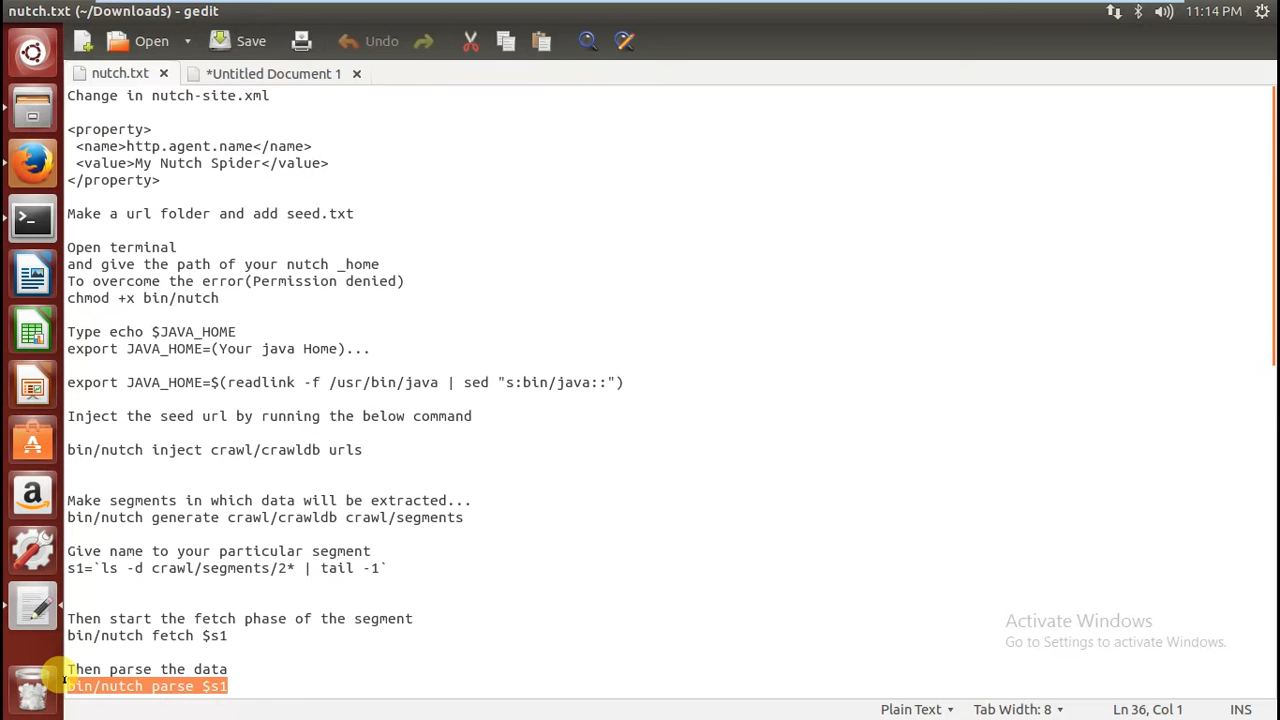 nutch.txt (~/Downloads) - gedit
11:14 PM
Open
Save
Undo
nutch.txt
*Untitled Document 1
Change in nutch-site.xml
<property>
<name>http.agent.name</name>
<value>My Nutch Spider</value>
</property>
Make a url folder and add seed.txt
Open terminal
and give the path of your nutch _home
To overcome the error(Permission denied)
chmod +x bin/nutch
Type echo $JAVA_HOME
export JAVA_HOME=(Your java Home)...
export JAVA_HOME=$(readlink -f /usr/bin/java | sed "s:bin/java::")
Inject the seed url by running the below command
bin/nutch inject crawl/crawldb urls
Make segments in which data will be extracted...
bin/nutch generate crawl/crawldb crawl/segments
Give name to your particular segment
s1=`ls -d crawl/segments/2* | tail -1`
Then start the fetch phase of the segment
bin/nutch fetch $s1
Then parse the data
bin/nutch parse $s1
Activate Windows
Go to Settings to activate Windows.
Plain Text
Tab Width: 8
Ln 36, Col 1
INS